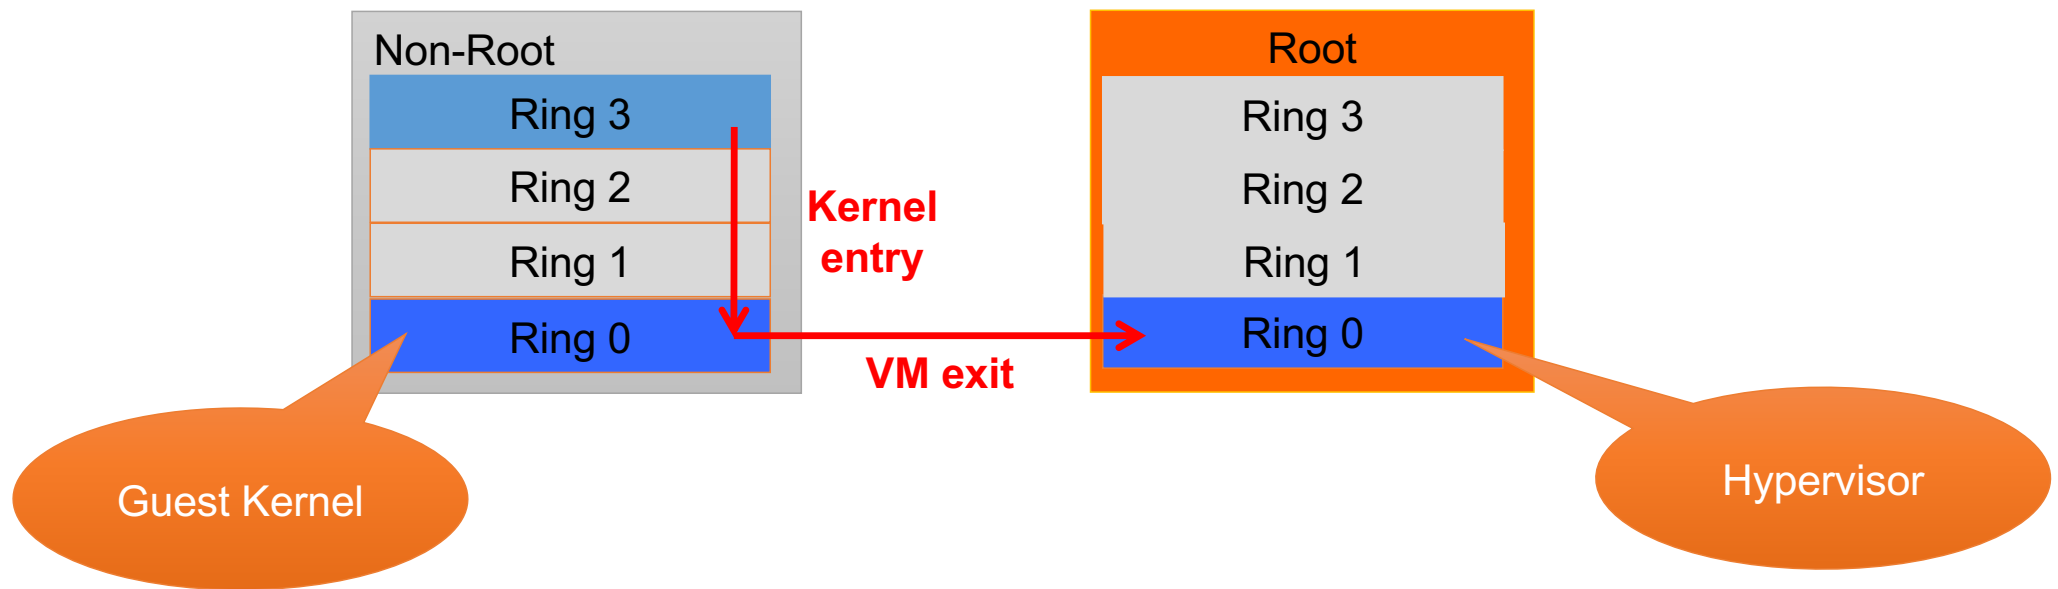 Non-Root
Ring 3
Ring 2
Ring 1
Ring 0
Kernel
entry
VM exit
Root
Ring 3
Ring 2
Ring 1
Ring 0
Guest Kernel
Hypervisor